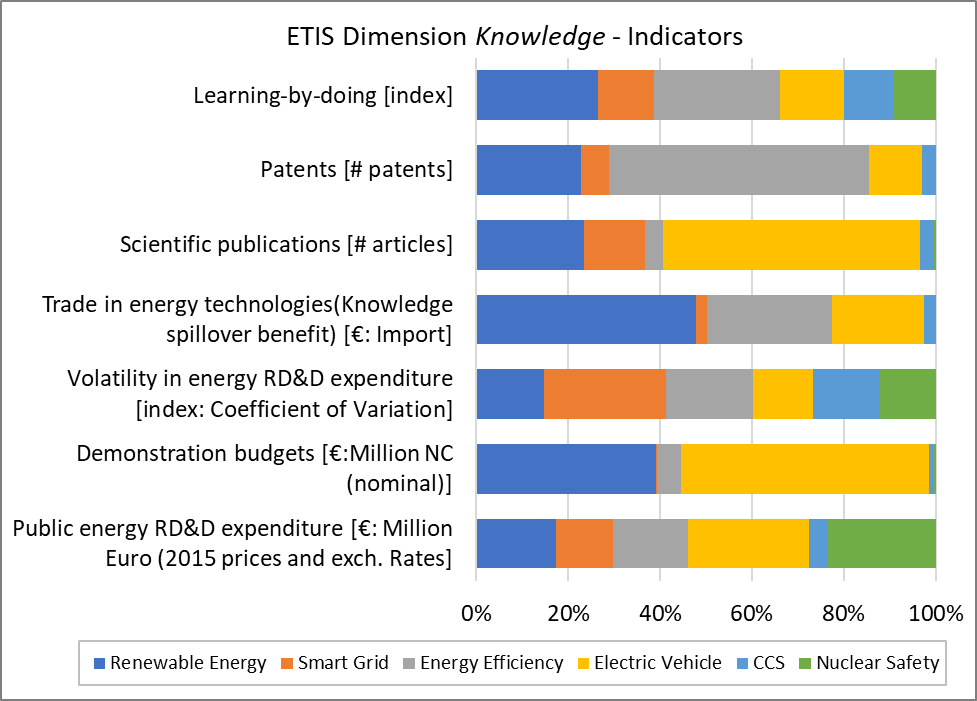 ETIS Dimension Knowledge - Indicators
Learning-by-doing [index]
Patents [# patents]
Scientific publications [# articles]
Trade in energy technologies(Knowledge
spillover benefit) [€: Import]
Volatility in energy RD&D expenditure
[index: Coefficient of Variation]
Demonstration budgets [€:Million NC
(nominal)]
Public energy RD&D expenditure [€: Million
Euro (2015 prices and exch. Rates]
0% 20% 40% 60% 80% 100%
Renewable Energy Smart Grid Energy Efficiency Electric Vehicle CCS Nuclear Safety